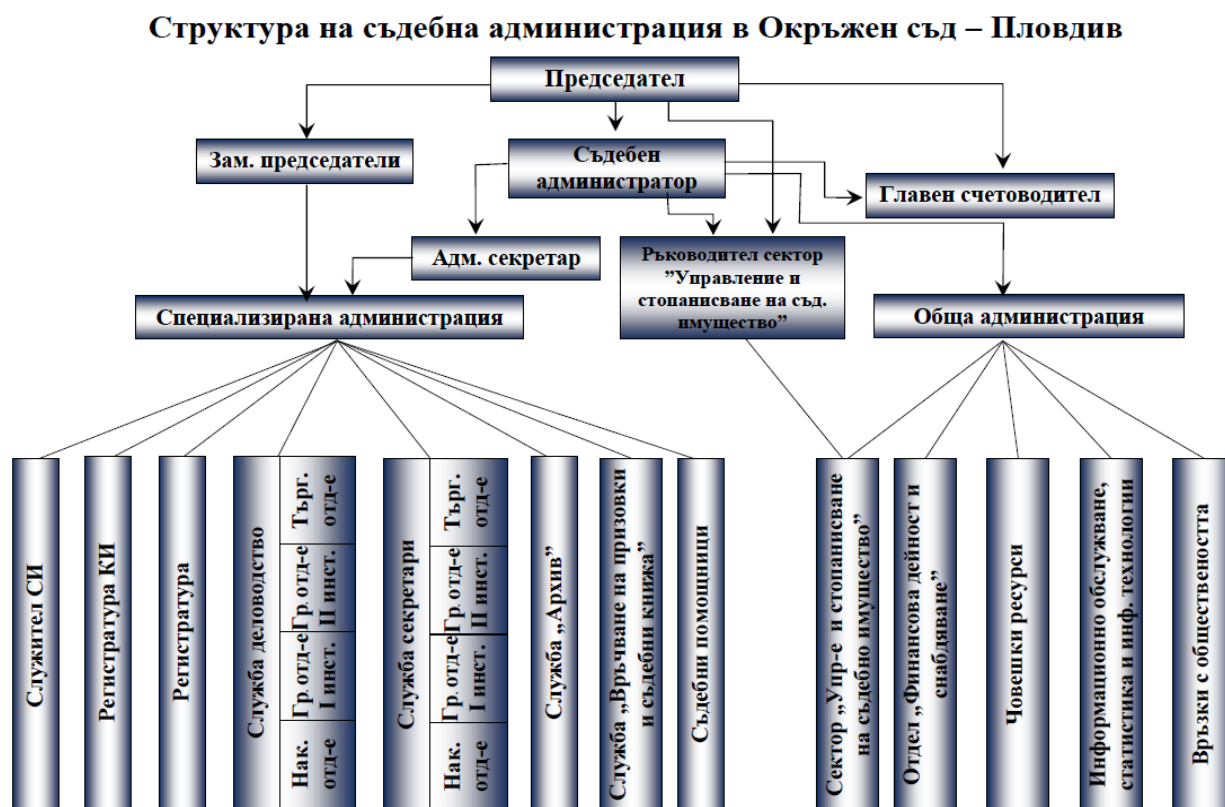 Структура на съдебна администрация в Окръжен съд – Пловдив
Председател
Зам. председатели
Съдебен
администратор
Главен счетоводител
Адм. секретар
Ръководител сектор
”Управление и
стопанисване на съд.
имущество”
Специализирана администрация
Обща администрация
Служител СИ
Регистратура КИ
Регистратура
Служба деловодство
Търг.
отд-е
Гр. отд-е
II инст.
Гр. отд-е
I инст.
Нак.
отд-е
Служба секретари
Търг.
отд-е
Гр. отд-е
II инст.
Гр. отд-е
I инст.
Нак.
отд-е
Служба „Архив”
Служба „Връчване на призовки
и съдебни книжа”
Съдебни помощници
Сектор „Упр-е и стопанисване
на съдебно имущество”
Отдел „Финансова дейност и
снабдяване”
Човешки ресурси
Информационно обслужване,
статистика и инф. технологии
Връзки с обществеността